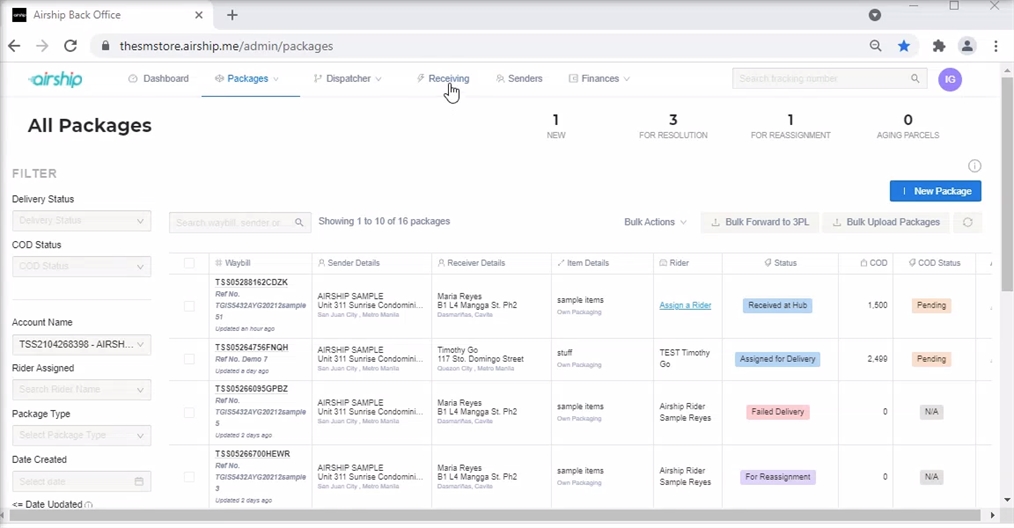 Airship Back Office
thesmstore.airship.me/admin/packages
airship
Dashboard
Packages
Dispatcher
Receiving
Senders
Finances
Search tracking number
IG
All Packages
1
NEW
3
FOR RESOLUTION
1
FOR REASSIGNMENT
0
AGING PARCELS
FILTER
New Package
Delivery Status
Delivery Status
COD Status
COD Status
Account Name
TSS2104268398 - AIRSH...
Rider Assigned
Search Rider Name
Package Type
Select Package Type
Date Created
Select date
<= Date Updated
Search waybill, sender or...
Showing 1 to 10 of 16 packages
Bulk Actions
Bulk Forward to 3PL
Bulk Upload Packages
Waybill
Sender Details
Receiver Details
Item Details
Rider
Status
COD
COD Status
TSS05288162CDZK
Ref No.
TGIS5432AYG20212sample
51
Updated an hour ago
AIRSHIP SAMPLE
Unit 311 Sunrise Condomini...
San Juan City , Metro Manila
Maria Reyes
B1 L4 Mangga St. Ph2
Dasmariñas, Cavite
sample items
Own Packaging
Assign a Rider
Received at Hub
1,500
Pending
TSS05264756FNQH
Ref No. Demo 7
Updated a day ago
AIRSHIP SAMPLE
Unit 311 Sunrise Condomini...
San Juan City , Metro Manila
Timothy Go
117 Sto. Domingo Street
Quezon City , Metro Manila
stuff
Own Packaging
TEST Timothy
Go
Assigned for Delivery
2,499
Pending
TSS05266095GPBZ
Ref No.
TGIS5432AYG20212sample
5
Updated 2 days ago
AIRSHIP SAMPLE
Unit 311 Sunrise Condomini...
San Juan City , Metro Manila
Maria Reyes
B1 L4 Mangga St. Ph2
Dasmariñas, Cavite
sample items
Own Packaging
Airship Rider
Sample Reyes
Failed Delivery
0
N/A
TSS05266700HEWR
Ref No.
TGIS5432AYG20212sample
3
Updated 2 days ago
AIRSHIP SAMPLE
Unit 311 Sunrise Condomini...
San Juan City , Metro Manila
Maria Reyes
B1 L4 Mangga St. Ph2
Dasmariñas, Cavite
sample items
Own Packaging
Airship Rider
Sample Reyes
For Reassignment
0
N/A